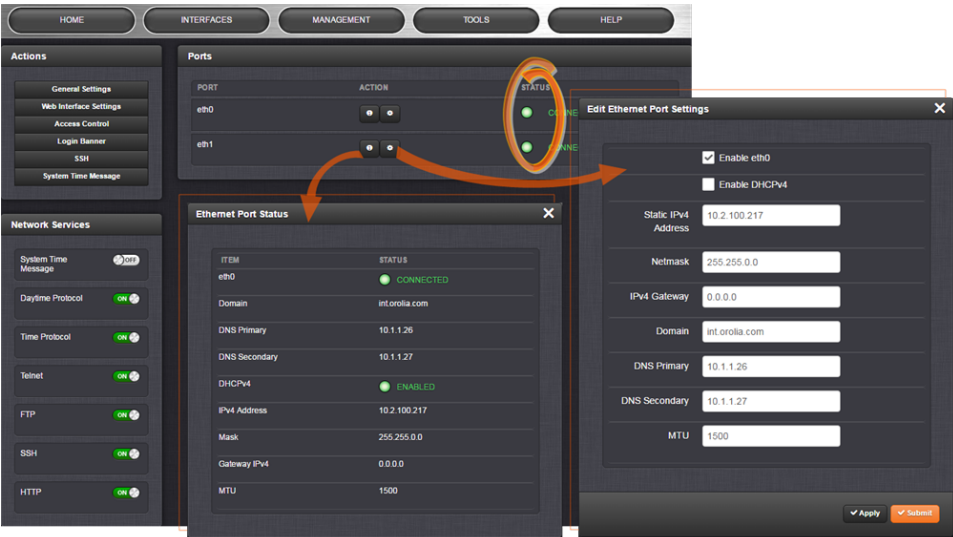 HOME INTERFACES MANAGEMENT TOOLS HELP
Actions
General Settings
Web Interface Settings
Access Control
Login Banner
SSH
System Time Message
Network Services
System Time
Message
OFF
Daytime Protocol ON
Time Protocol ON
Telnet ON
FTP ON
SSH ON
HTTP ON
Ports
PORT ACTION STATUS
eth0 CONNE
eth1 CONNE
Ethernet Port Status
ITEM STATUS
eth0 CONNECTED
Domain int.orolia.com
DNS Primary 10.1.1.26
DNS Secondary 10.1.1.27
DHCPv4 ENABLED
IPv4 Address 10.2.100.217
Mask 255.255.0.0
Gateway IPv4 0.0.0.0
MTU 1500
Edit Ethernet Port Settings
Enable eth0
Enable DHCPv4
Static IPv4
Address
10.2.100.217
Netmask 255.255.0.0
IPv4 Gateway 0.0.0.0
Domain int.orolia.com
DNS Primary 10.1.1.26
DNS Secondary 10.1.1.27
MTU 1500
Apply Submit